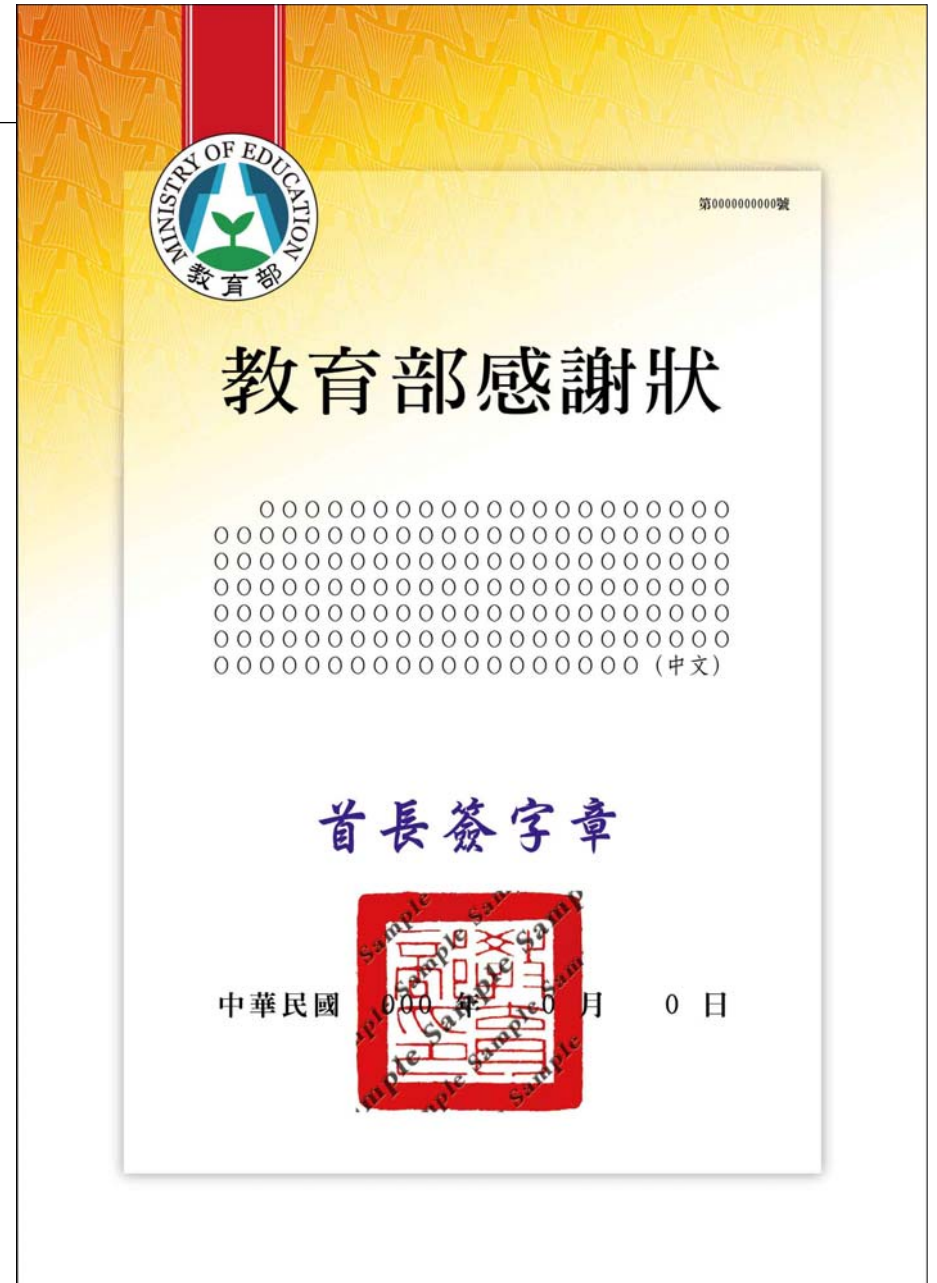 MINISTRY OF EDUCATION
教育部
第0000000000號
教育部感謝狀
OOOOOOOOOOOOOOOOOOOOO
OOOOOOOOOOOOOOOOOOOOOOO
OOOOOOOOOOOOOOOOOOOOOOO
OOOOOOOOOOOOOOOOOOOOOOO
OOOOOOOOOOOOOOOOOOOOOOO
OOOOOOOOOOOOOOOOOOOOOOO
OOOOOOOOOOOOOOOOOOO（中文）
首長簽字章
Sample
中華民國 000 年 0 月 0 日